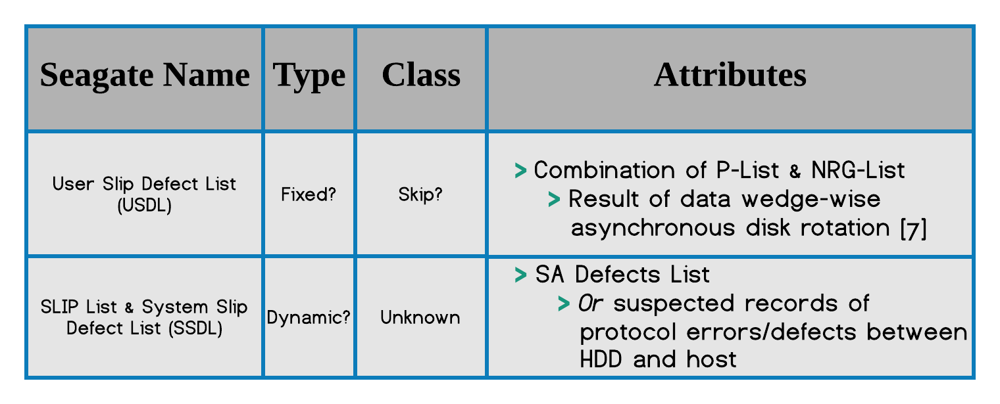 Seagate Name Type Class Attributes
User Slip Defect List
(USDL)
Fixed?
Skip?
> Combination of P-List & NRG-List
> Result of data wedge-wise
asynchronous disk rotation [7]
SLIP List & System Slip
Defect List (SSDL)
Dynamic?
Unknown
> SA Defects List
> Or suspected records of
protocol errors/defects between
HDD and host